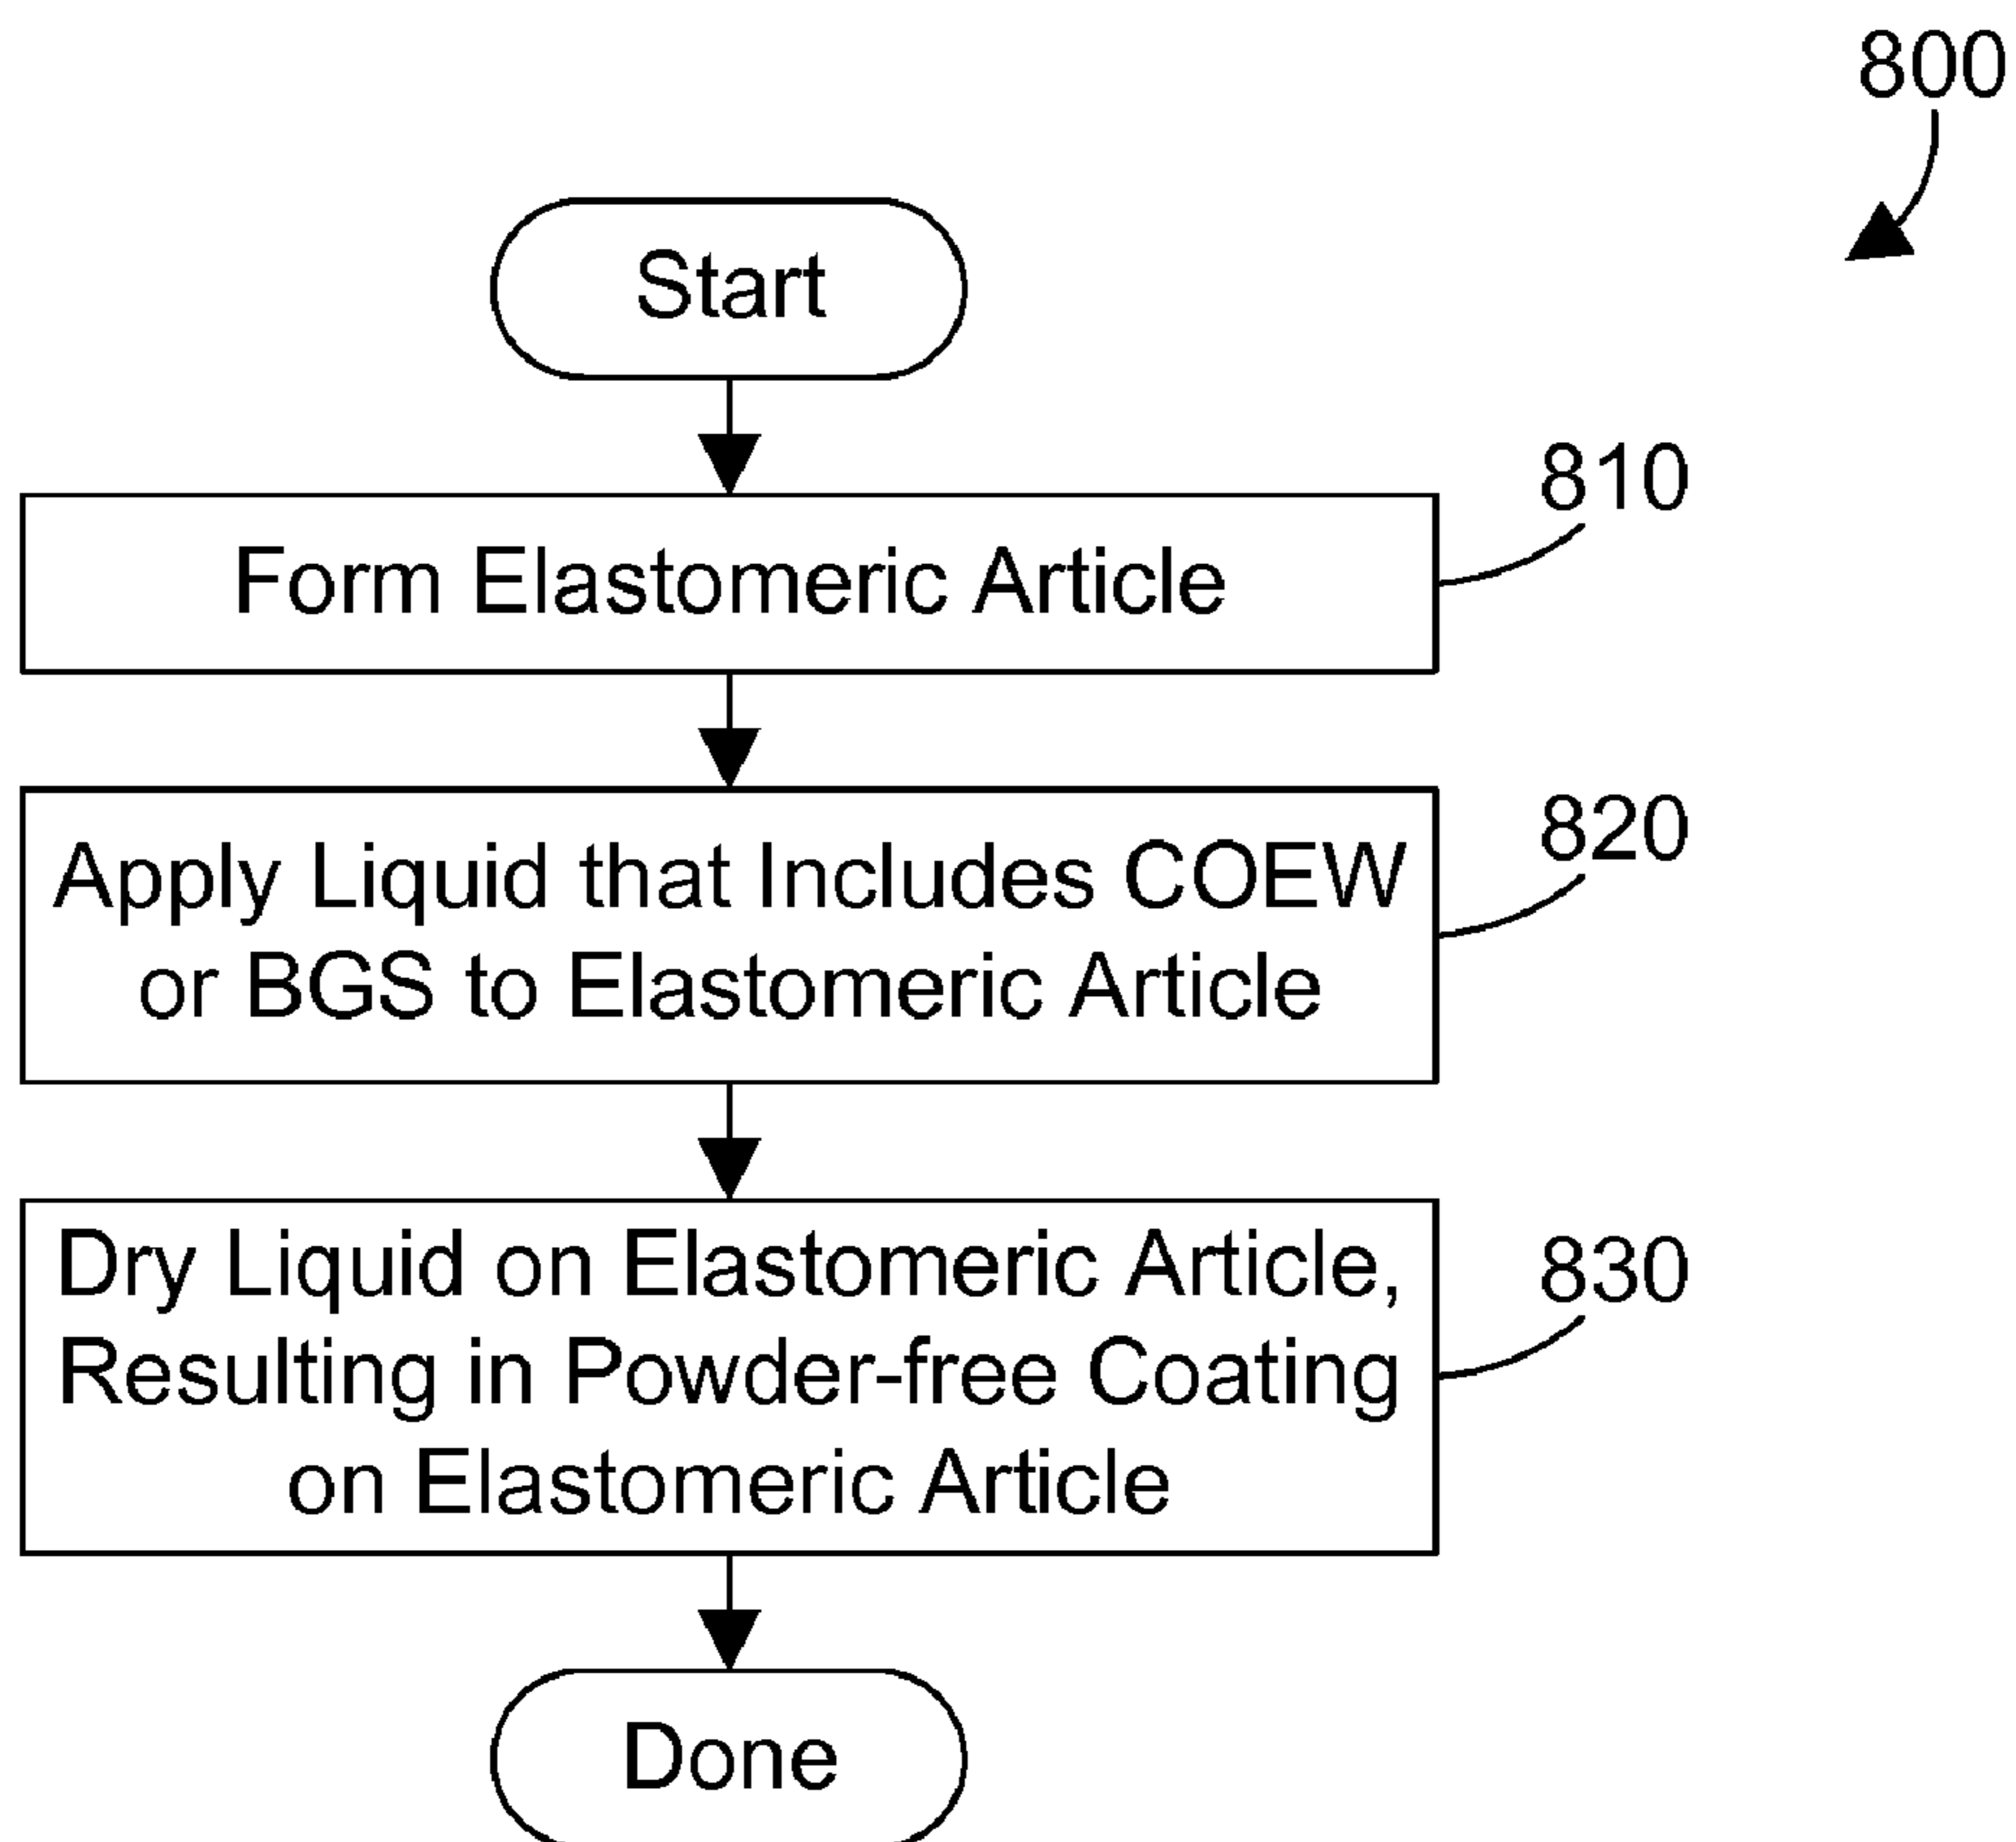 800
Start
810
Form Elastomeric Article
820
Apply Liquid that Includes COEW
or BGS to Elastomeric Article
830
Dry Liquid on Elastomeric Article,
Resulting in Powder-free Coating
on Elastomeric Article
Done